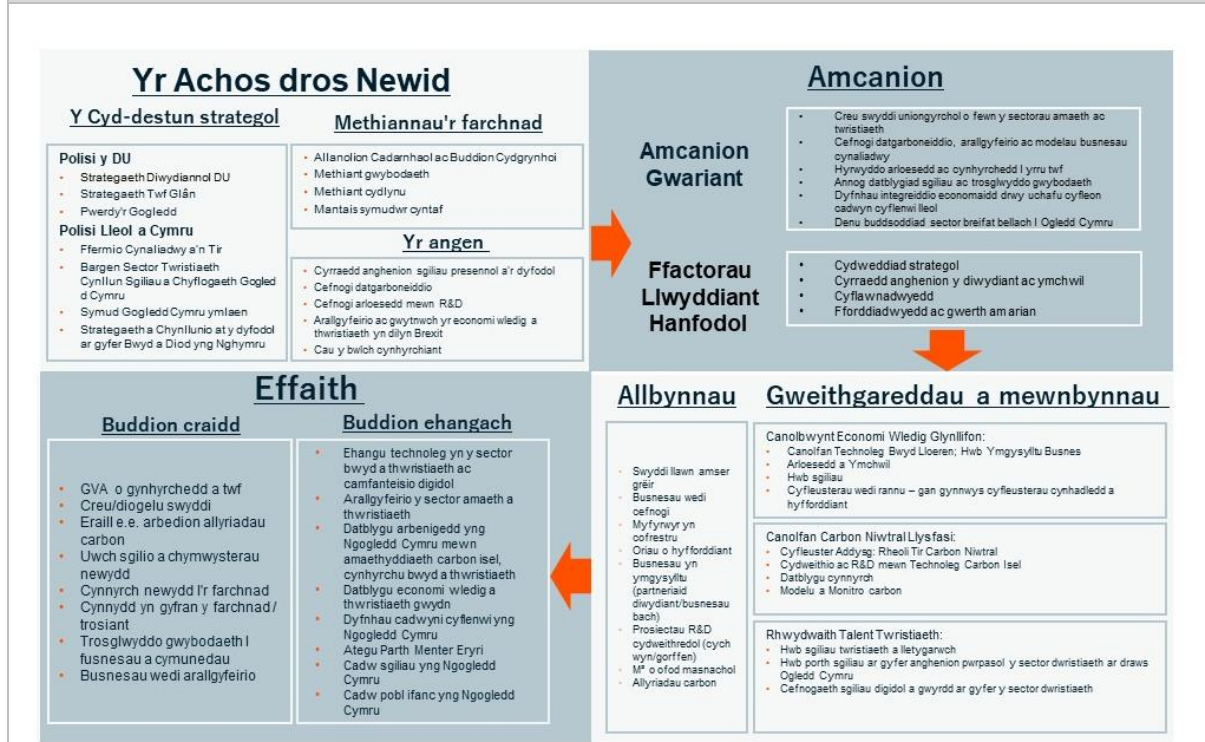 Yr Achos dros Newid
Y Cyd-destun strategol
Polisi y DU
• Strategaeth Diwydiannol DU
• Strategaeth Twf Glân
• Pwerdy'r Gogledd
Polisi Lleol a Cymru
• Ffermio Cynaliadwy a'n Tir
• Bargen Sector Twristiaeth
Cynllun Sgiliau a Chyflogaeth Gogled
d Cymru
• Symud Gogledd Cymru ymlaen
• Strategaeth a Chynllunio at y dyfodol
ar gyfer Bwyd a Diod yng Nghymru
Methiannau'r farchnad
• Allanolion Cadarnhaol ac Buddion Cydgrynhoi
• Methiant gwybodaeth
• Methiant cydlynu
• Mantais symudwr cyntaf
Yr angen
• Cyrraedd anghenion sgiliau presennol a'r dyfodol
• Cefnogi datgarboneiddio
• Cefnogi arloesedd mewn R&D
• Arallgyfeirio ac gwytnwch yr economi wledig a
thwristiaeth yn dilyn Brexit
• Cau y bwlch cynhyrchiant
Amcanion
Amcanion
Gwariant
• Creu swyddi uniongyrchol o fewn y sectorau amaeth ac
twristiaeth
• Cefnogi datgarboneiddio, arallgyfeirio ac modelau busnesau
cynaliadwy
• Hyrwyddo arloesedd ac cynhyrchedd I yrru twf
• Annog datblygiad sgiliau ac trosglwyddo gwybodaeth
• Dyfnhau integreiddio economaidd drwy uchafu cyfleon
cadwyn cyflenwi lleol
• Denu buddsoddiad sector breifat bellach I Ogledd Cymru
Ffactorau
Llwyddiant
Hanfodol
• Cydweddiad strategol
• Cyrraedd anghenion y diwydiant ac ymchwil
• Cyflawnadwyedd
• Fforddiadwyedd ac gwerth am arian
Effaith
Buddion craidd
• GVA o gynhyrchedd a twf
• Creu/diogelu swyddi
• Eraill e.e. arbedion allyriadau
carbon
• Uwch sgilio a chymwysterau
newydd
• Cynnyrch newydd I'r farchnad
• Cynnydd yn gyfran y farchnad /
trosiant
• Trosglwyddo gwybodaeth I
fusnesau a cymunedau
• Busnesau wedi arallgyfeirio
Buddion ehangach
• Ehangu technoleg yn y sector
bwyd a thwristiaeth ac
camfanteisio digidol
• Arallgyfeirio y sector amaeth a
thwristiaeth
• Datblygu arbenigedd yng
Ngogledd Cymru mewn
amaethyddiaeth carbon isel,
cynhyrchu bwyd a thwristiaeth
• Datblygu economi wledig a
thwristiaeth gwydn
• Dyfnhau cadwyni cyflenwi yng
Ngogledd Cymru
• Ategu Parth Menter Eryri
• Cadw sgiliau yng Ngogledd
Cymru
• Cadw pobl ifanc yng Ngogledd
Cymru
Allbynnau
• Swyddi llawn amser
grëir
• Busnesau wedi
cefnogi
• Myfyrwyr yn
cofrestru
• Oriau o hyfforddiant
• Busnesau yn
ymgysylltu
(partneriaid
diwydiant/busnesau
bach)
• Prosiectau R&D
cydweithredol (cych
wyn/gorffen)
• M² o ofod masnachol
• Allyriadau carbon
Gweithgareddau a mewnbynnau
Canolbwynt Economi Wledig Glynllifon:
• Canolfan Technoleg Bwyd Lloeren; Hwb Ymgysylltu Busnes
• Arloesedd a Ymchwil
• Hwb sgiliau
• Cyfleusterau wedi rannu – gan gynnwys cyfleusterau cynhadledd a
hyfforddiant
Canolfan Carbon Niwtral Llysfasi:
• Cyfleuster Addysg: Rheoli Tir Carbon Niwtral
• Cydweithio ac R&D mewn Technoleg Carbon Isel
• Datblygu cynnyrch
• Modelu a Monitro carbon
Rhwydwaith Talent Twristiaeth:
• Hwb sgiliau twristiaeth a lletygarwch
• Hwb porth sgiliau ar gyfer anghenion pwrpasol y sector dwristiaeth ar draws
Ogledd Cymru
• Cefnogaeth sgiliau digidol a gwyrdd ar gyfer y sector dwristiaeth